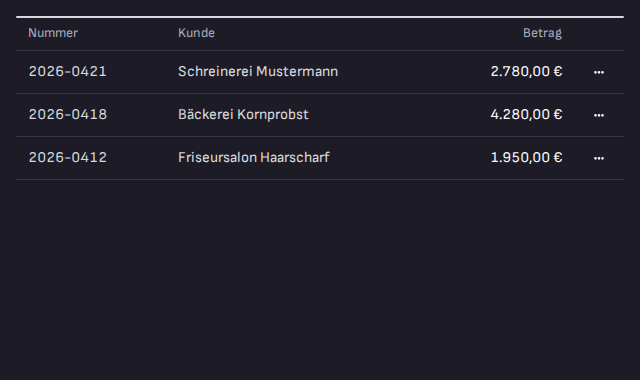 Nummer Kunde Betrag
2026-0421 Schreinerei Mustermann 2.780,00 €
2026-0418 Bäckerei Kornprobst 4.280,00 €
2026-0412 Friseursalon Haarscharf 1.950,00 €